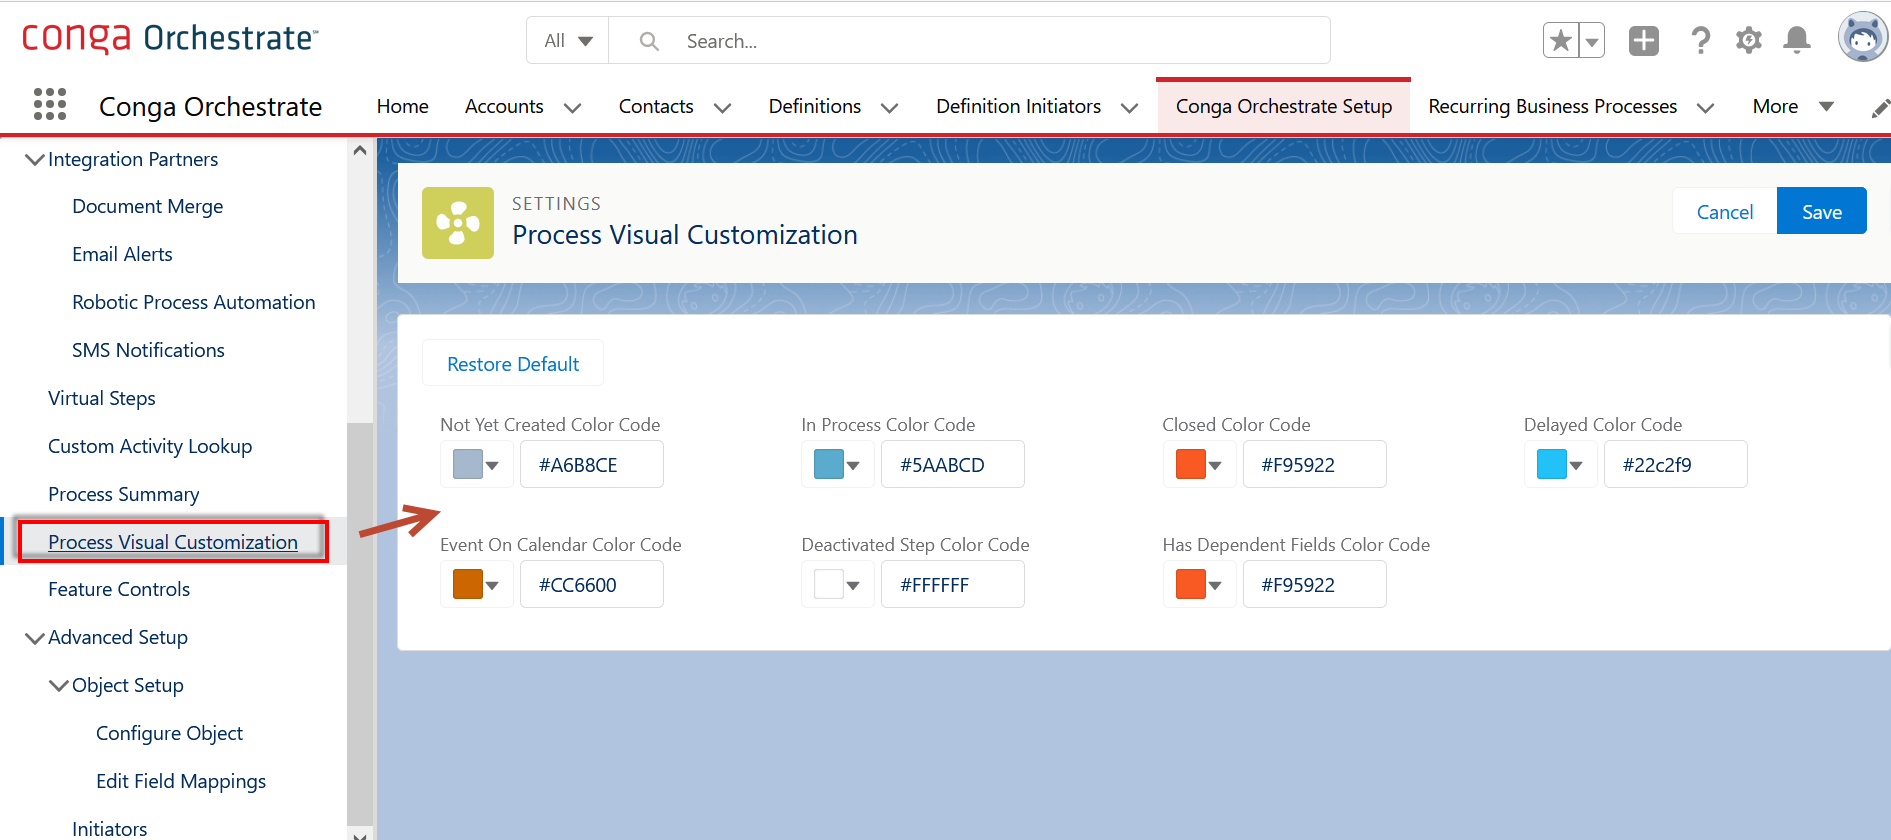 conga Orchestrate℠
All
Search...
Conga Orchestrate
Home
Accounts
Contacts
Definitions
Definition Initiators
Conga Orchestrate Setup
Recurring Business Processes
More
Integration Partners
Document Merge
Email Alerts
Robotic Process Automation
SMS Notifications
Virtual Steps
Custom Activity Lookup
Process Summary
Process Visual Customization
Feature Controls
Advanced Setup
Object Setup
Configure Object
Edit Field Mappings
Initiators
SETTINGS
Process Visual Customization
Cancel
Save
Restore Default
Not Yet Created Color Code
#A6B8CE
In Process Color Code
#5AABCD
Closed Color Code
#F95922
Delayed Color Code
#22c2f9
Event On Calendar Color Code
#CC6600
Deactivated Step Color Code
#FFFFFF
Has Dependent Fields Color Code
#F95922